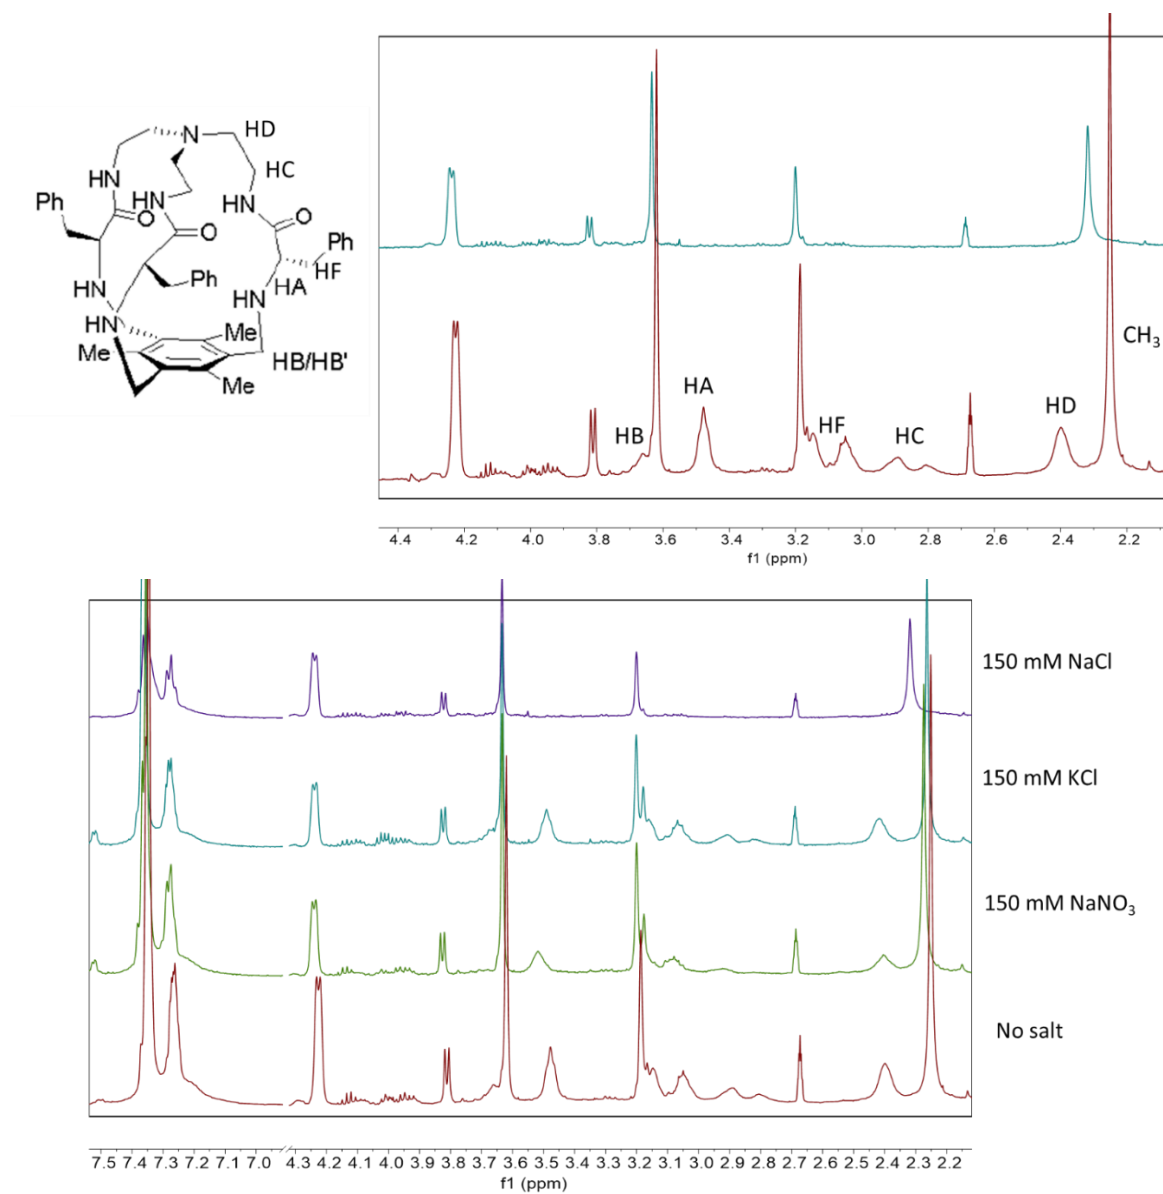 N
HD
HC
HN
HN
HN
Ph
O
O
O
Ph
Ph
HF
HA
HN
HN
HN
Me
Me
Me
HB/HB'
HB
HA
HF
HC
HD
CH3
4.4 4.2 4.0 3.8 3.6 3.4 3.2 3.0 2.8 2.6 2.4 2.2
f1 (ppm)
150 mM NaCl
150 mM KCl
150 mM NaNO3
No salt
7.5 7.4 7.3 7.2 7.1 7.0 4.3 4.2 4.1 4.0 3.9 3.8 3.7 3.6 3.5 3.4 3.3 3.2 3.1 3.0 2.9 2.8 2.7 2.6 2.5 2.4 2.3 2.2
f1 (ppm)